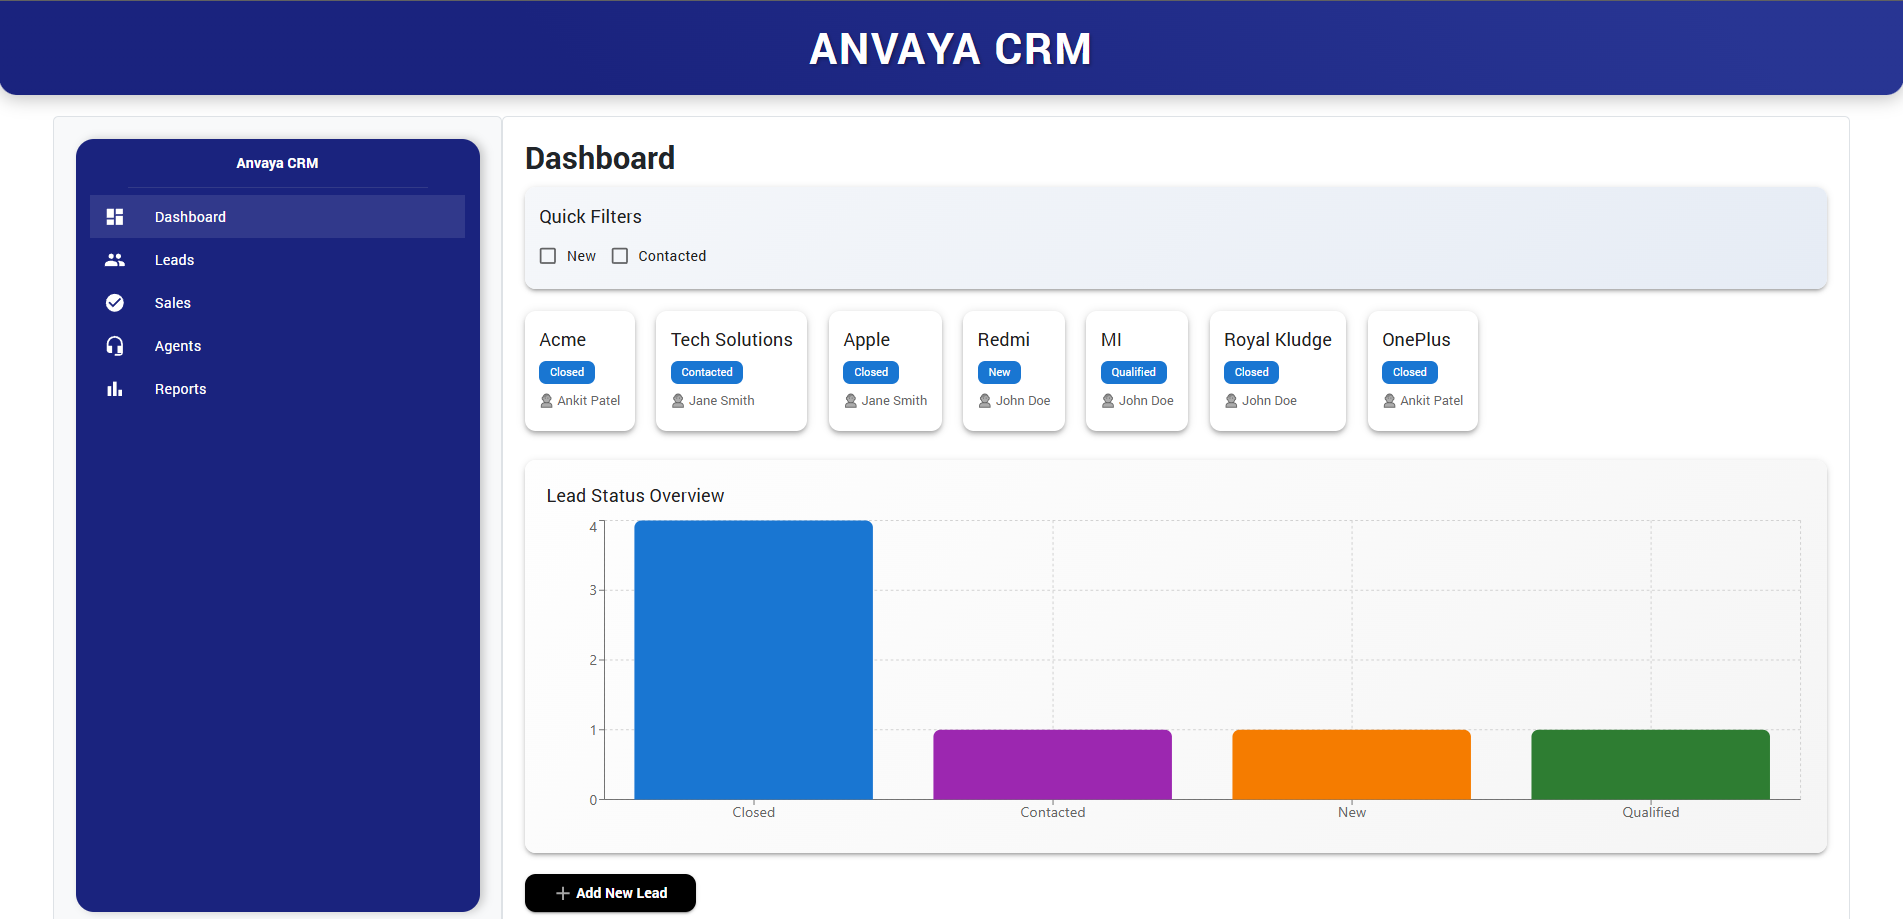 ANVAYA CRM
Anvaya CRM
Dashboard
Leads
Sales
Agents
Reports
Dashboard
Quick Filters
New Contacted
Acme
Closed
Ankit Patel
Tech Solutions
Contacted
Jane Smith
Apple
Closed
Jane Smith
Redmi
New
John Doe
MI
Qualified
John Doe
Royal Kludge
Closed
John Doe
OnePlus
Closed
Ankit Patel
Lead Status Overview
4
3
2
1
0
Closed Contacted New Qualified
+ Add New Lead